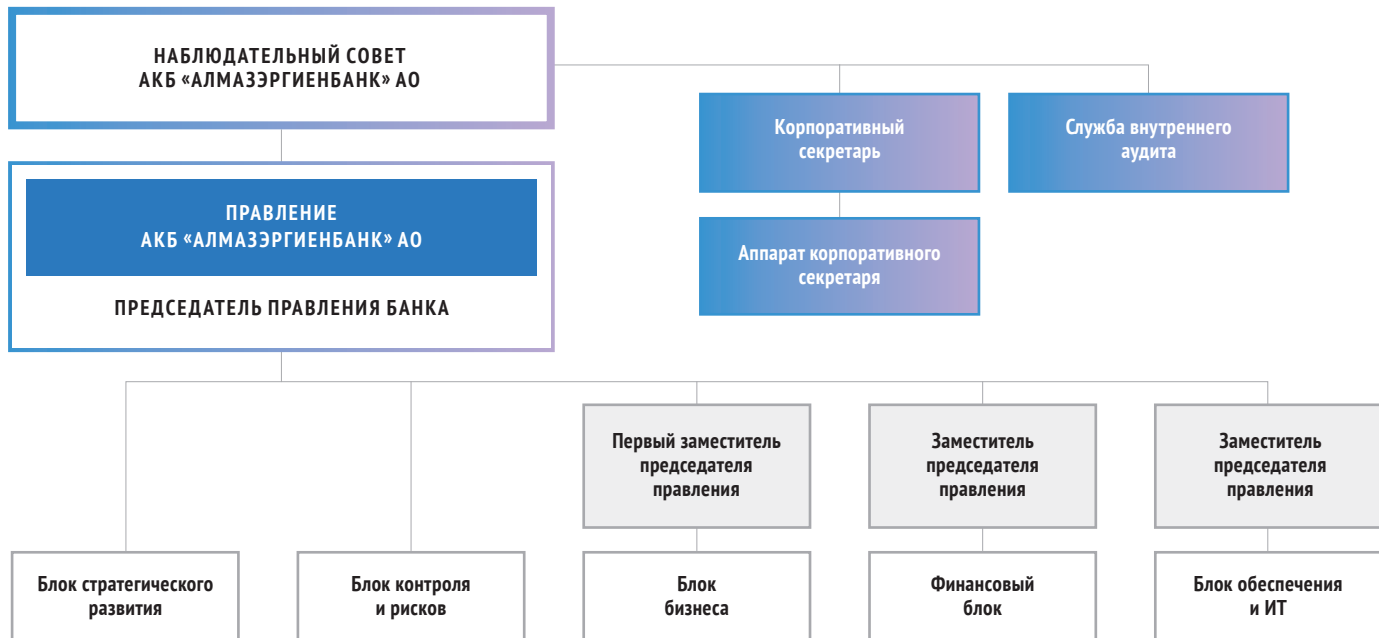 НАБЛЮДАТЕЛЬНЫЙ СОВЕТ
АКБ «АЛМАЗЭРГИЕНБАНК» АО
Корпоративный
секретарь
Служба внутреннего
аудита
ПРАВЛЕНИЕ
АКБ «АЛМАЗЭРГИЕНБАНК» АО
ПРЕДСЕДАТЕЛЬ ПРАВЛЕНИЯ БАНКА
Аппарат корпоративного
секретаря
Первый заместитель
председателя
правления
Заместитель
председателя
правления
Заместитель
председателя
правления
Блок стратегического
развития
Блок контроля
и рисков
Блок
бизнеса
Финансовый
блок
Блок обеспечения
и ИТ